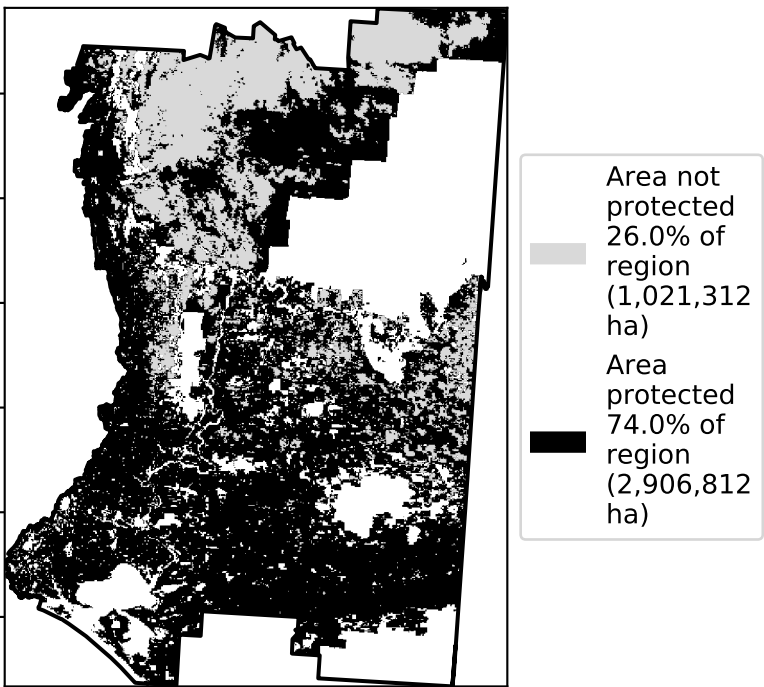 Area not
protected
26.0% of
region
(1,021,312
ha)
Area
protected
74.0% of
region
(2,906,812
ha)